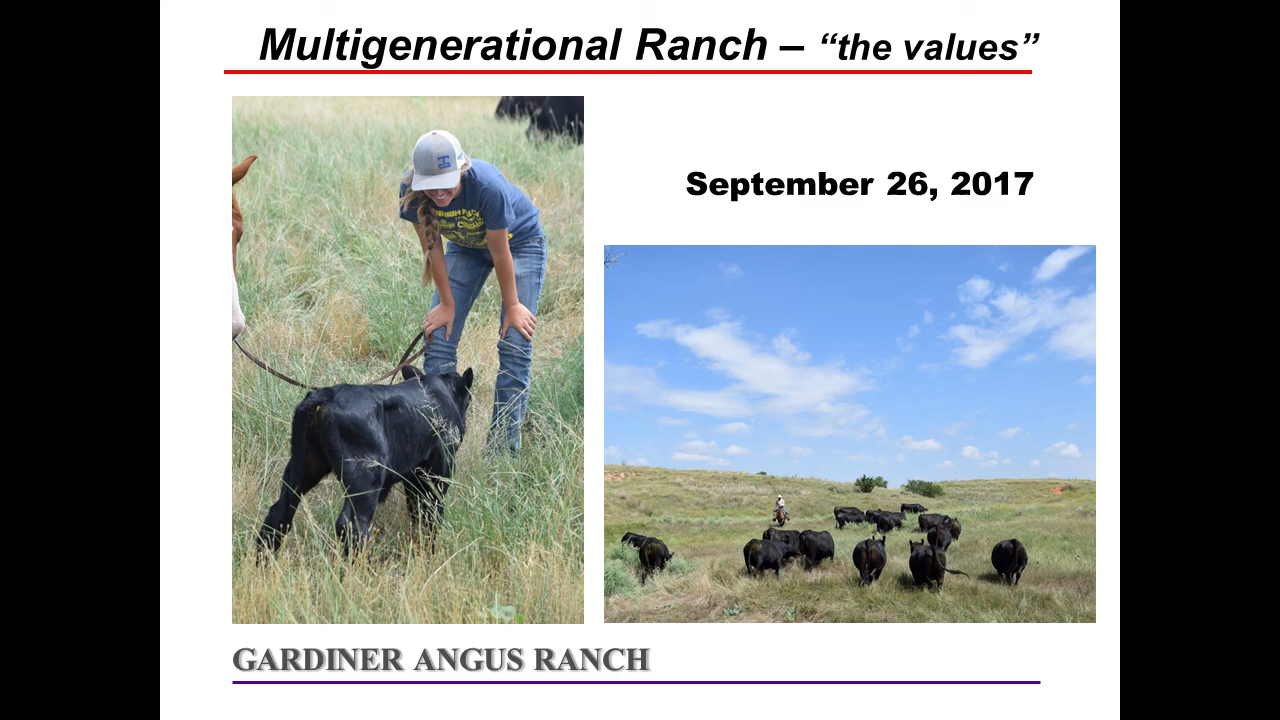 Multigenerational Ranch – “the values”
September 26, 2017
GARDINER ANGUS RANCH